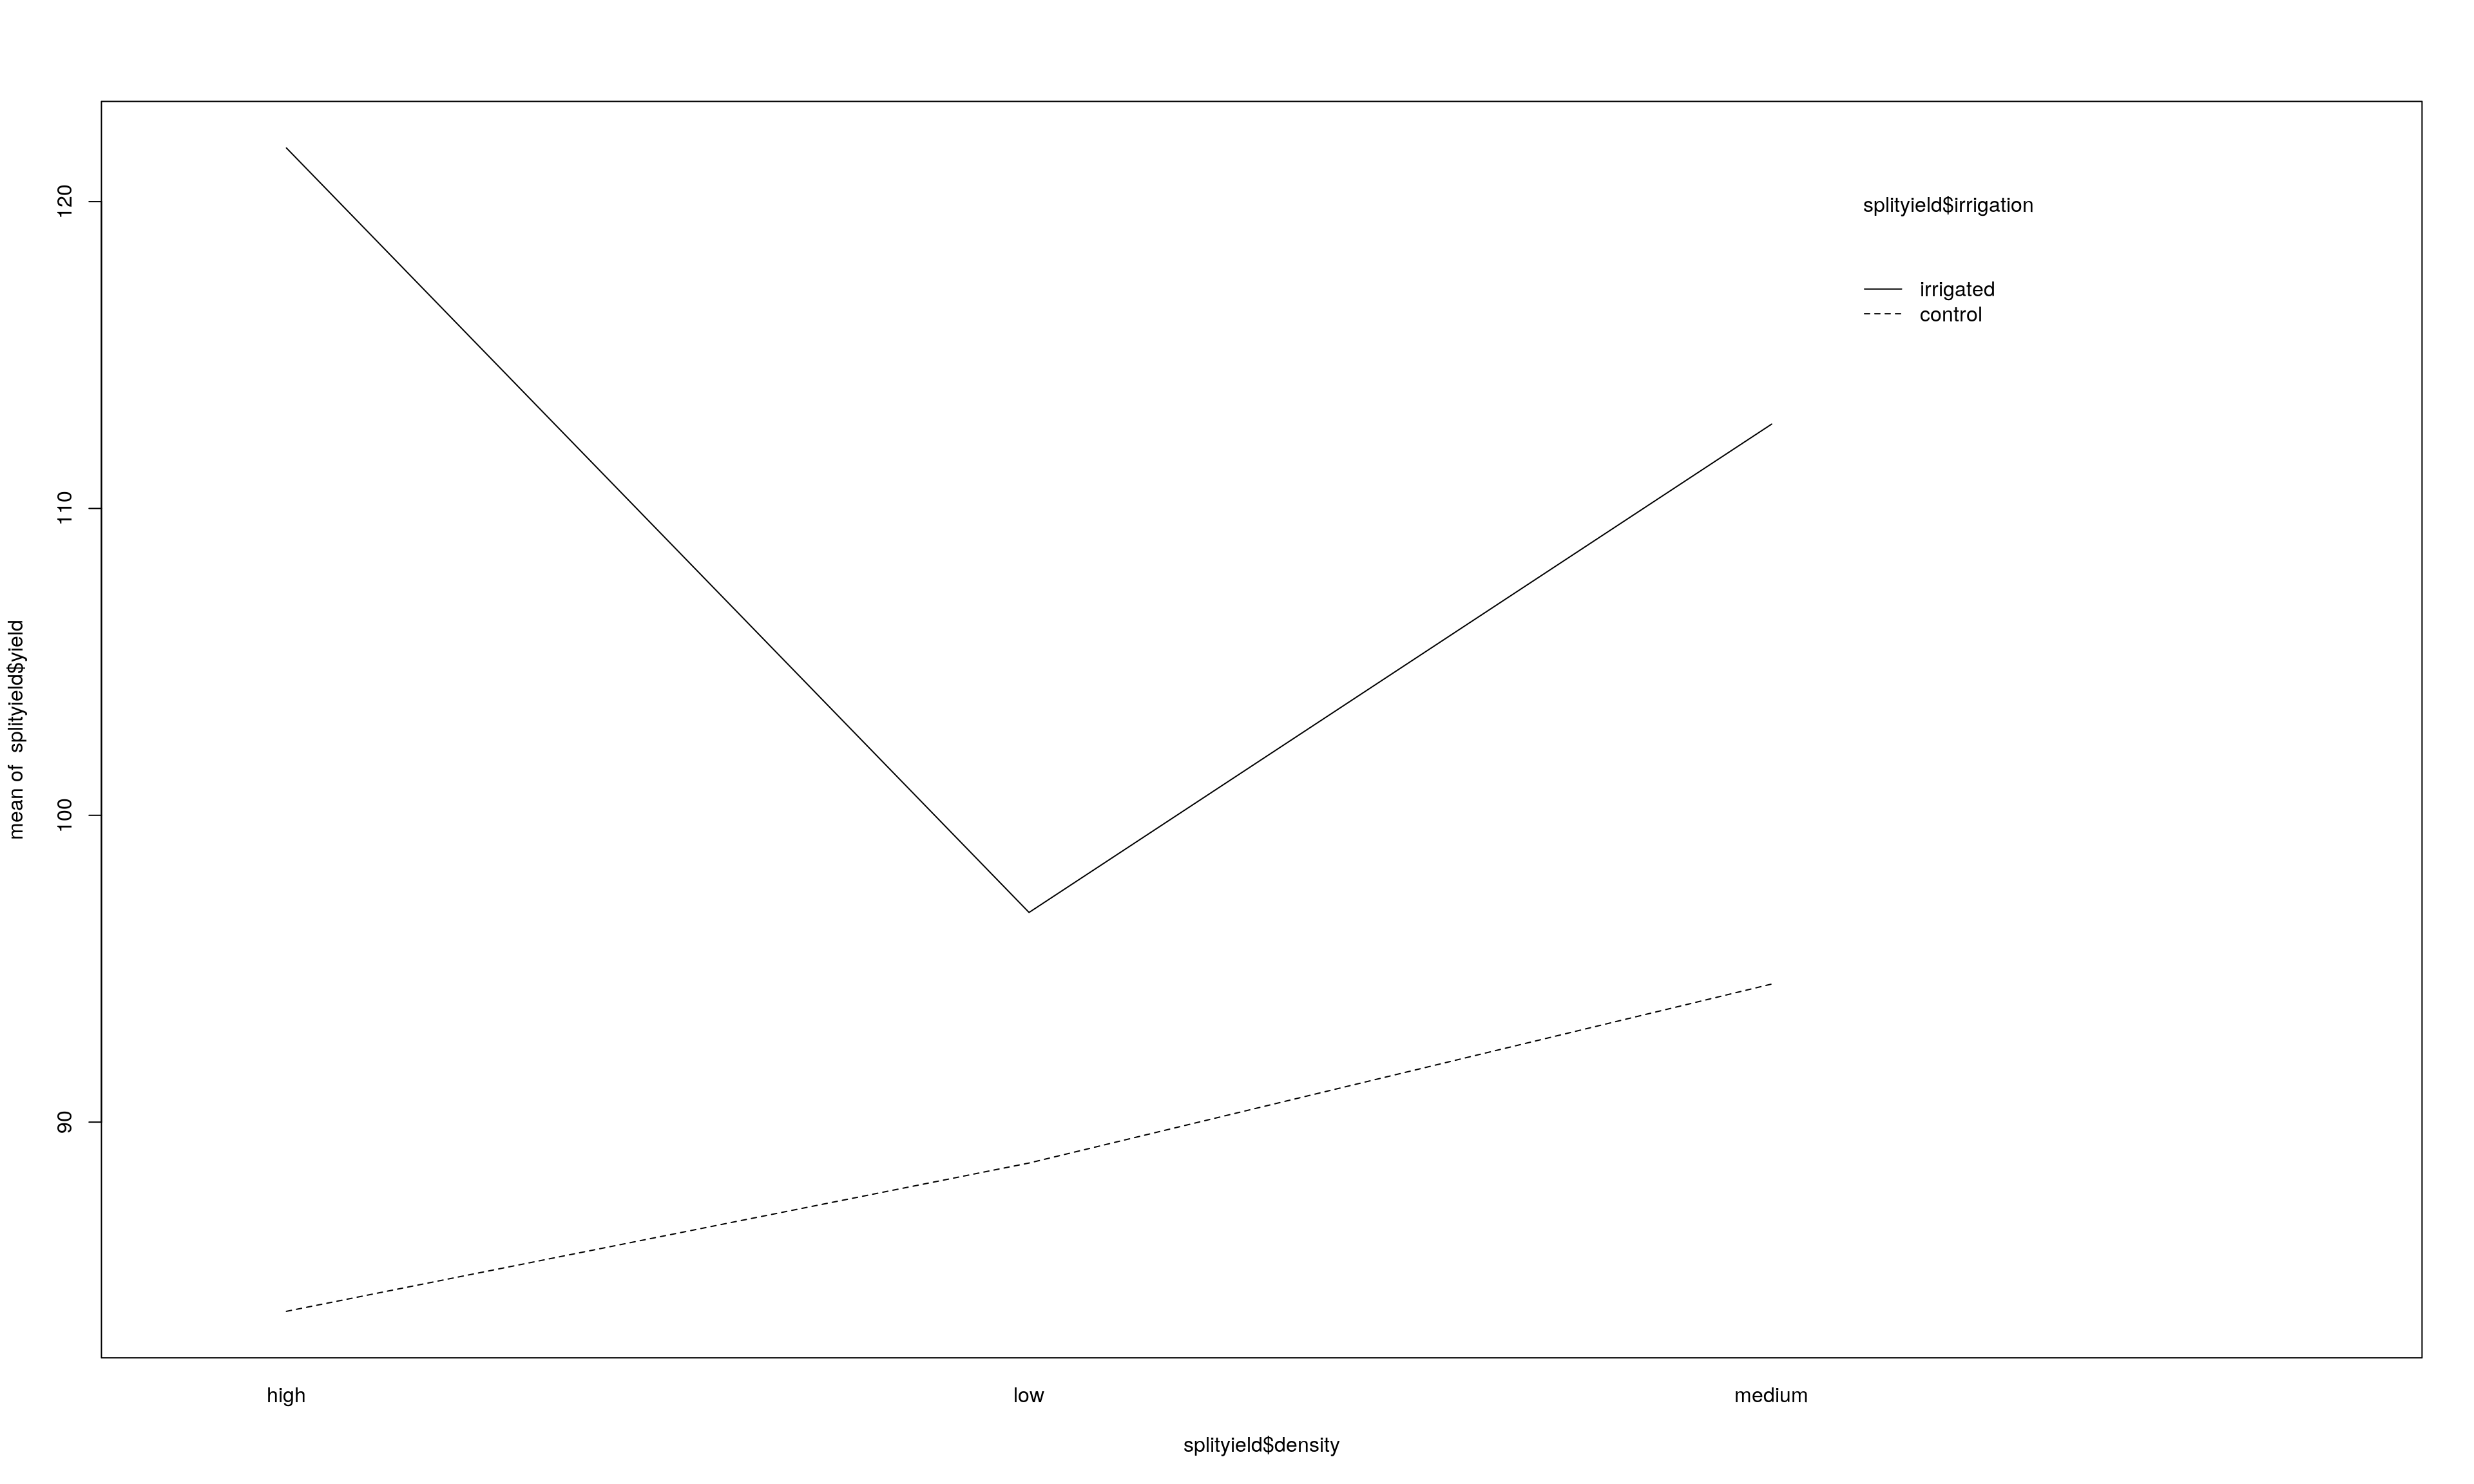 splityield$irrigation
irrigated
control
mean of  splityield$yield
120
110
100
90
high
low
medium
splityield$density